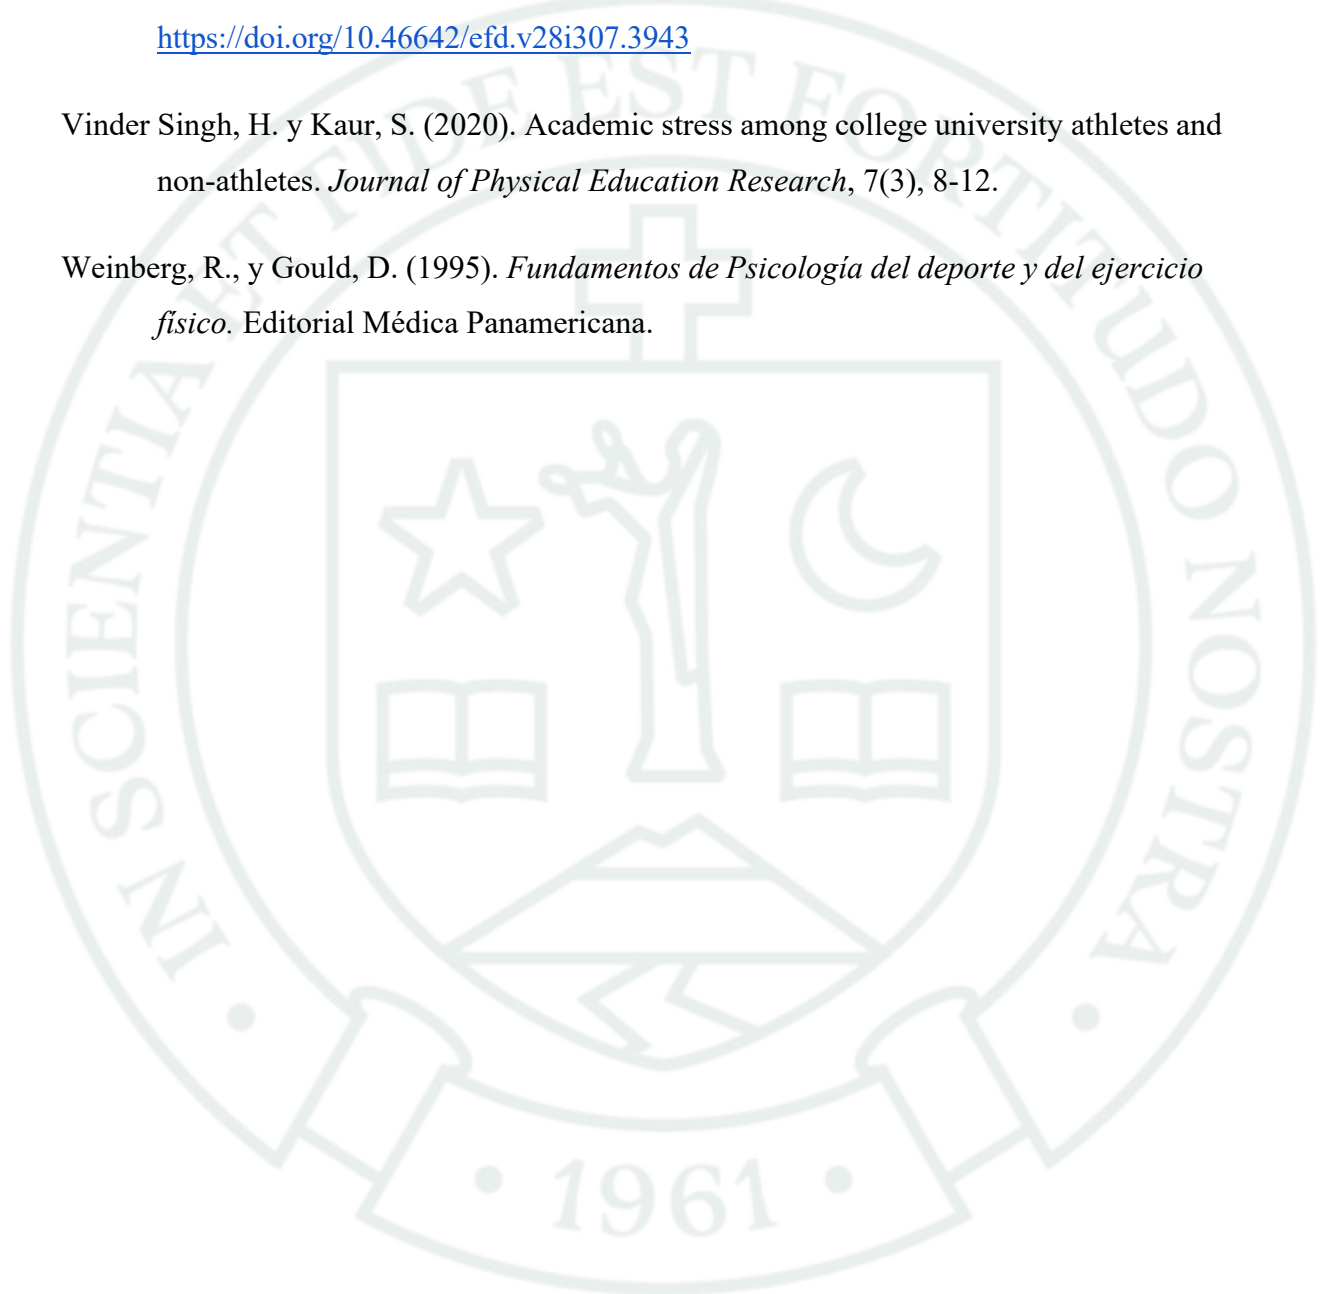 https://doi.org/10.46642/efd.v28i307.3943
Vinder Singh, H. y Kaur, S. (2020). Academic stress among college university athletes and
non-athletes. Journal of Physical Education Research, 7(3), 8-12.
Weinberg, R., y Gould, D. (1995). Fundamentos de Psicología del deporte y del ejercicio
físico. Editorial Médica Panamericana.
IN SCIENTIA ET FIDE EST FORTITUDO NOSTRA
• 1961 •